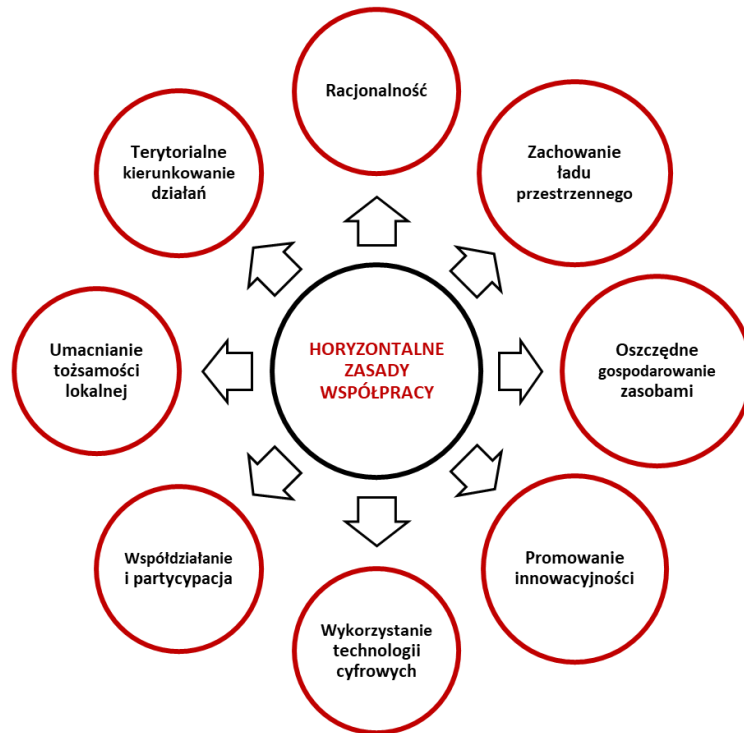 Racjonalność
Zachowanie
ładu
przestrzennego
Oszczędne
gospodarowanie
zasobami
Promowanie
innowacyjności
Wykorzystanie
technologii
cyfrowych
Współdziałanie
i partycypacja
Umacnianie
tożsamości
lokalnej
Terytorialne
kierunkowanie
działań
HORYZONTALNE
ZASADY
WSPÓŁPRACY